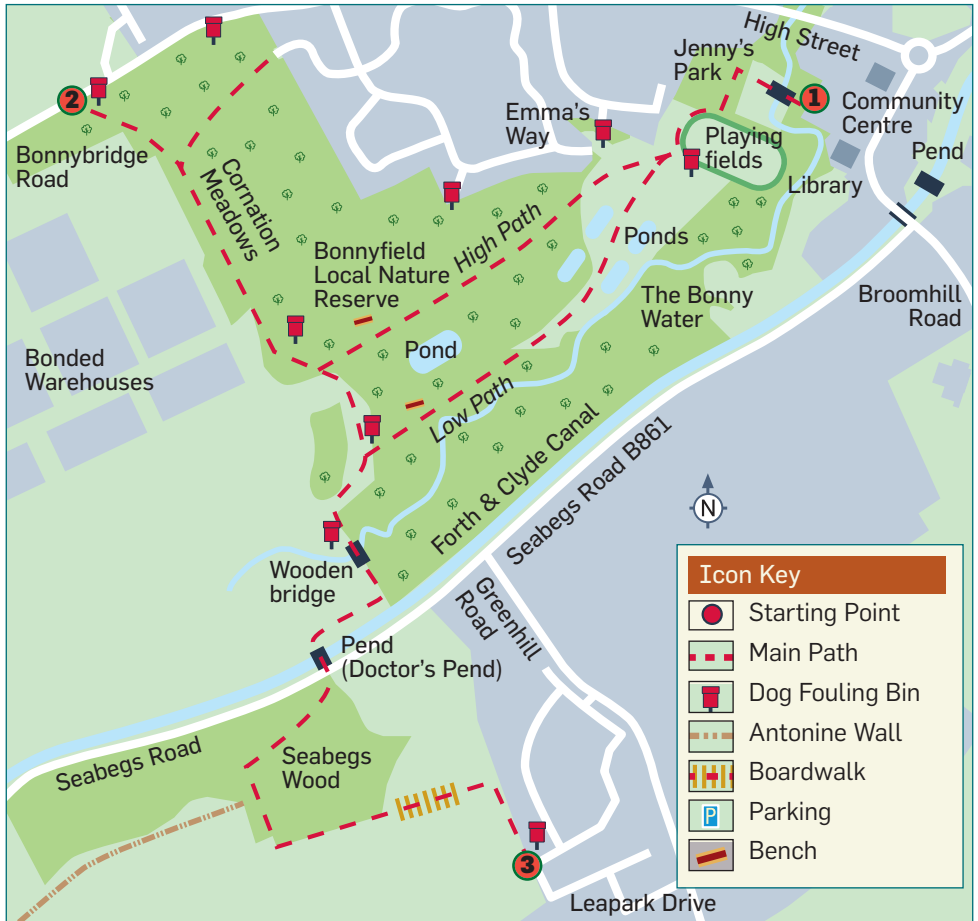 High Street
Jenny's
Park
1
Community
Centre
Pend
2
Bonnybridge
Road
Emma's
Way
Playing
fields
Library
Cornation
Meadows
High Path
Ponds
Bonnyfield
Local Nature
Reserve
The Bonny
Water
Broomhill
Road
Bonded
Warehouses
Pond
Low Path
Forth & Clyde Canal
Seabegs Road B861
N
Wooden
bridge
Greenhill
Road
Pend
(Doctor's Pend)
Seabegs Road
Seabegs
Wood
3
Leapark Drive
Icon Key
Starting Point
Main Path
Dog Fouling Bin
Antonine Wall
Boardwalk
P
Parking
Bench